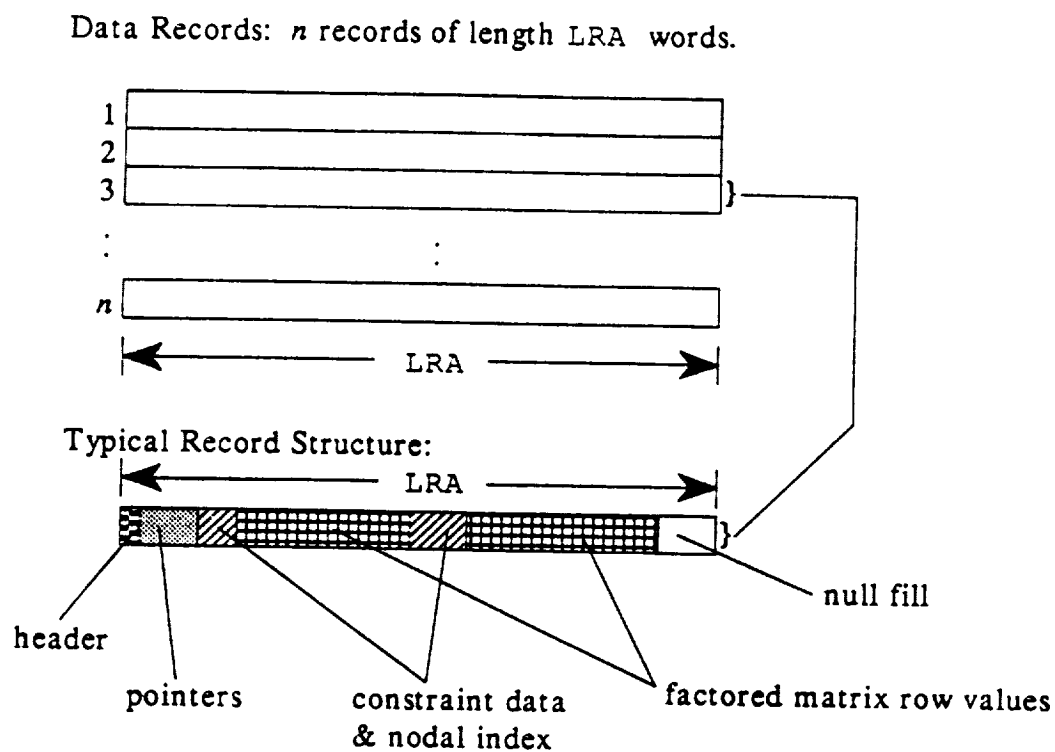 Data Records: n records of length LRA words.
1
2
3 }
: :
n
LRA
Typical Record Structure:
LRA
}
null fill
header
pointers
constraint data
& nodal index
factored matrix row values